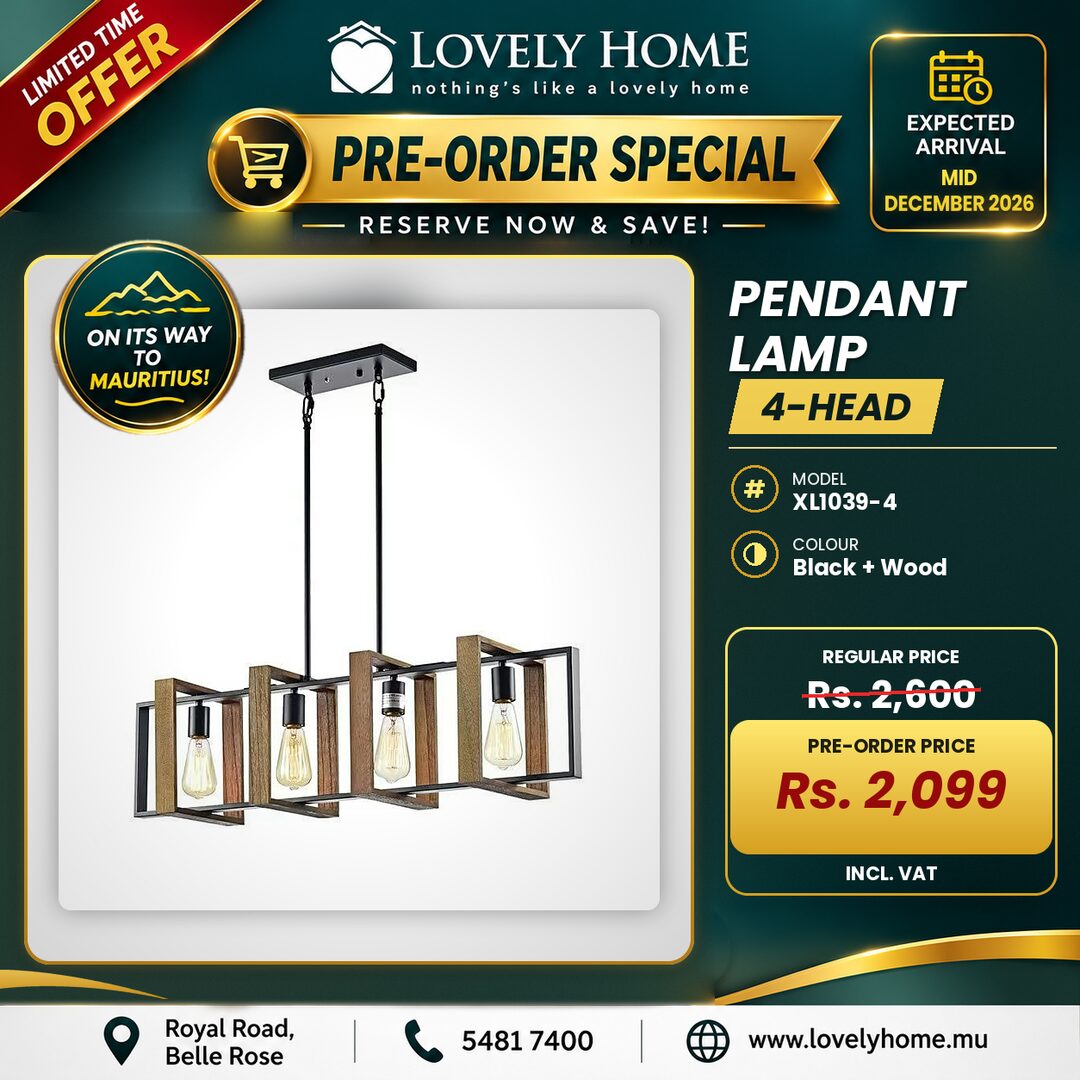 LIMITED TIME
OFFER
LOVELY HOME
nothing's like a lovely home
PRE-ORDER SPECIAL
RESERVE NOW & SAVE!
EXPECTED
ARRIVAL
MID
DECEMBER 2026
ON ITS WAY
TO
MAURITIUS!
PENDANT
LAMP
4-HEAD
#
MODEL
XL1039-4
COLOUR
Black + Wood
REGULAR PRICE
Rs. 2,600
PRE-ORDER PRICE
Rs. 2,099
INCL. VAT
Royal Road,
Belle Rose
5481 7400
www.lovelyhome.mu